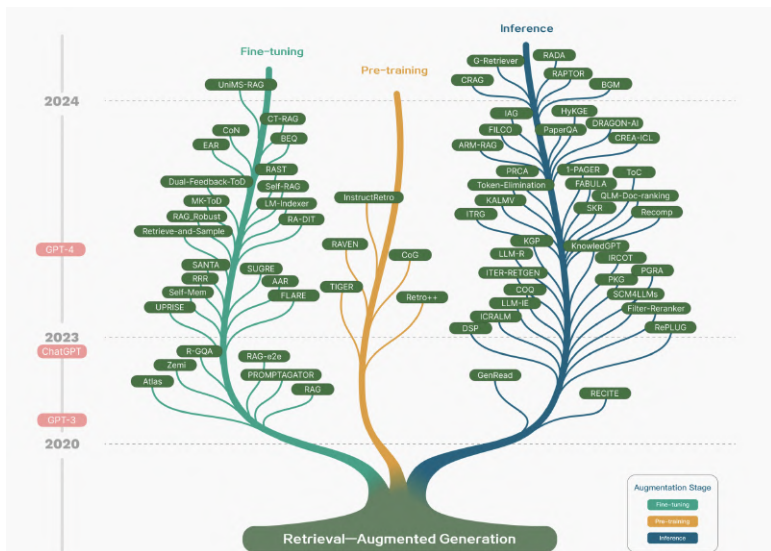 Inference
Fine-tuning
Pre-training
G-Retriever
RADA
CRAG
RAPTOR
BGM
UniMS-RAG
2024
IAG
HyKGE
CT-RAG
FILCO
PaperQA
DRAGON-AI
CoN
BEQ
ARM-RAG
CREA-ICL
EAR
RAST
PRCA
1-PAGER
ToC
Dual-Feedback-ToD
Self-RAG
Token-Elimination
FABULA
QLM-Doc-ranking
MK-ToD
LM-Indexer
InstructRetro
KALMV
SKR
Recomp
RAG_Robust
RA-DIT
ITRG
Retrieve-and-Sample
RAVEN
KGP
KnowledGPT
GPT-4
CoG
LLM-R
IRCOT
SANTA
SUGRE
ITER-RETGEN
PKG
PGRA
RRR
AAR
TIGER
COQ
SCM4LLMs
Self-Mem
FLARE
Retro++
LLM-IE
Filter-Reranker
UPRISE
ICRALM
RePLUG
2023
DSP
ChatGPT
R-GQA
RAG-e2e
Zemi
PROMPTAGATOR
GenRead
Atlas
RAG
RECITE
GPT-3
2020
Augmentation Stage
Fine-tuning
Pre-training
Inference
Retrieval—Augmented Generation